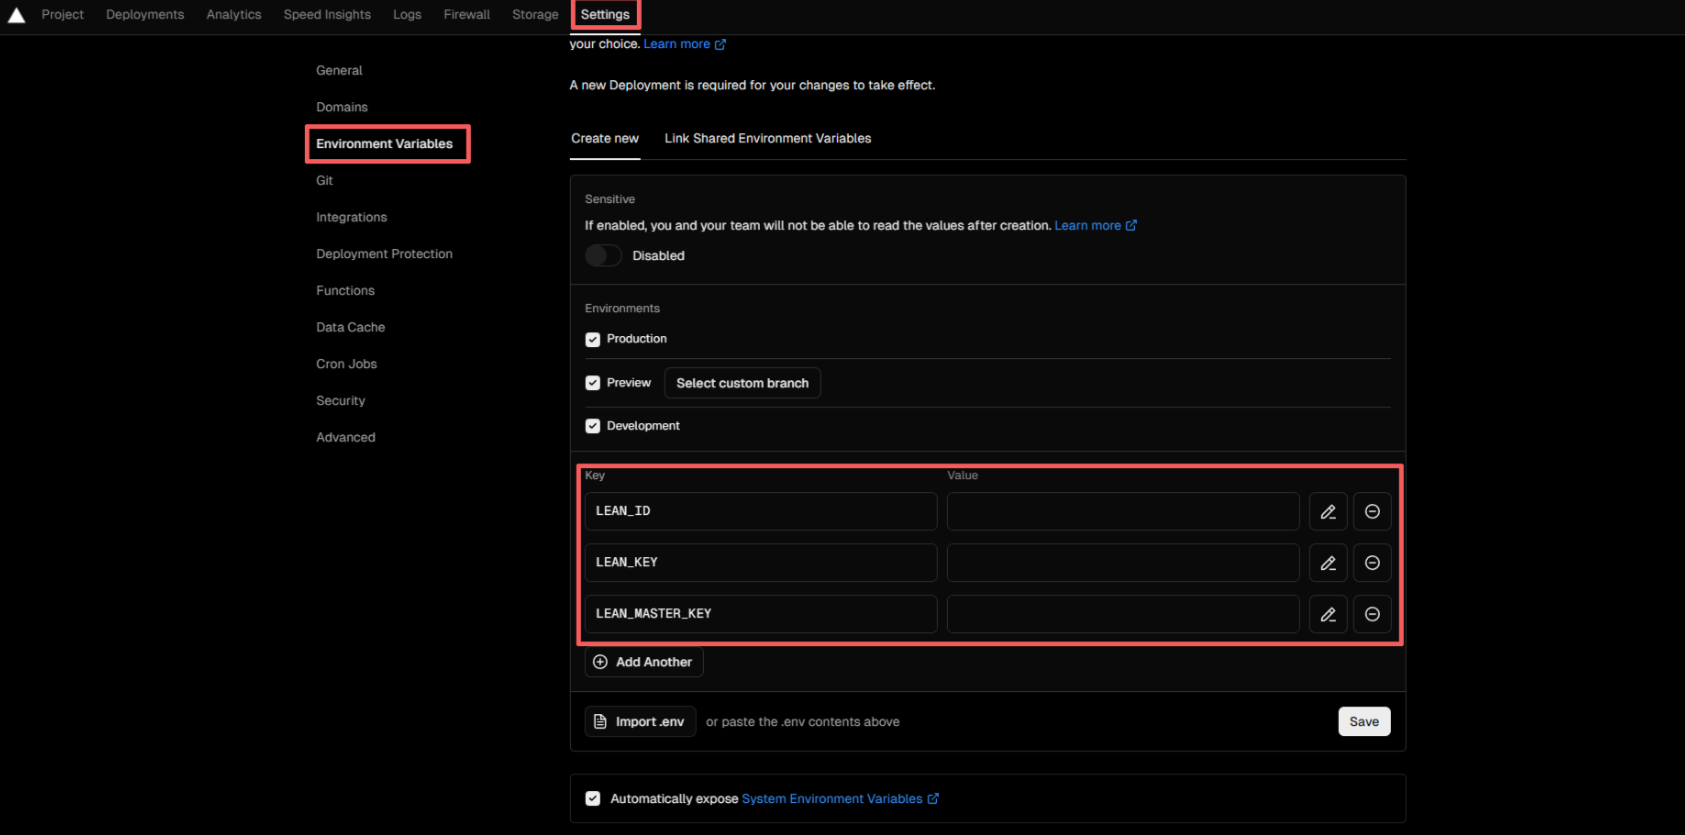 Project Deployments Analytics Speed Insights Logs Firewall Storage Settings
your choice. Learn more
A new Deployment is required for your changes to take effect.
General
Domains
Environment Variables
Git
Integrations
Deployment Protection
Functions
Data Cache
Cron Jobs
Security
Advanced
Create new Link Shared Environment Variables
Sensitive
If enabled, you and your team will not be able to read the values after creation. Learn more
Disabled
Environments
Production
Preview Select custom branch
Development
Key Value
LEAN_ID
LEAN_KEY
LEAN_MASTER_KEY
Add Another
Import .env or paste the .env contents above Save
Automatically expose System Environment Variables